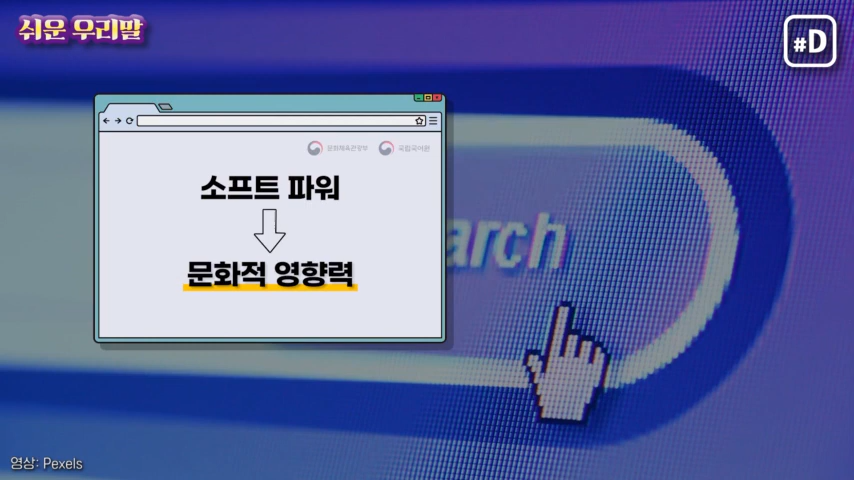 쉬운 우리말
#D
문화체육관광부 국립국어원
소프트 파워
문화적 영향력
arch
영상: Pexels